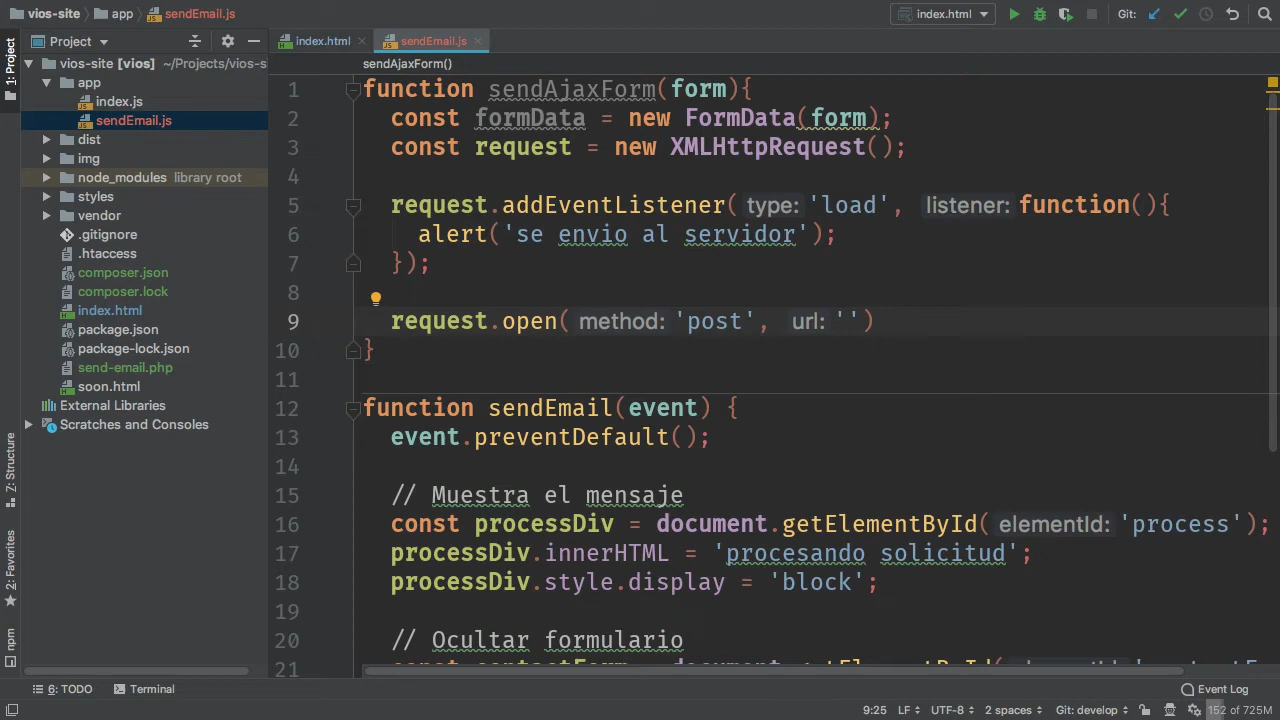 vios-site app sendEmail.js index.html Git:
1: Project
Project
index.html sendEmail.js
vios-site [vios] ~/Projects/vios-s
app
index.js
sendEmail.js
dist
img
node_modules library root
styles
vendor
.gitignore
.htaccess
composer.json
composer.lock
index.html
package.json
package-lock.json
send-email.php
soon.html
External Libraries
Scratches and Consoles
sendAjaxForm()
1 function sendAjaxForm(form){
2 const formData = new FormData(form);
3 const request = new XMLHttpRequest();
4
5 request.addEventListener( type: 'load', listener: function(){
6 alert('se envio al servidor');
7 });
8
9 request.open( method: 'post', url: '')
10 }
11
12 function sendEmail(event) {
13 event.preventDefault();
14
15 // Muestra el mensaje
16 const processDiv = document.getElementById( elementId: 'process');
17 processDiv.innerHTML = 'procesando solicitud';
18 processDiv.style.display = 'block';
19
20 // Ocultar formulario
21
Z: Structure
2: Favorites
npm
6: TODO Terminal Event Log
9:25 LF UTF-8 2 spaces Git: develop 152 of 725M